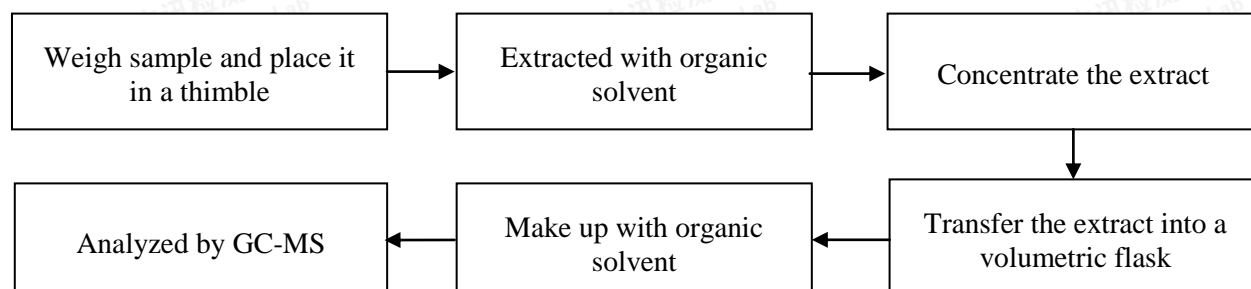 Weigh sample and place it
in a thimble
Extracted with organic
solvent
Concentrate the extract
Transfer the extract into a
volumetric flask
Make up with organic
solvent
Analyzed by GC-MS